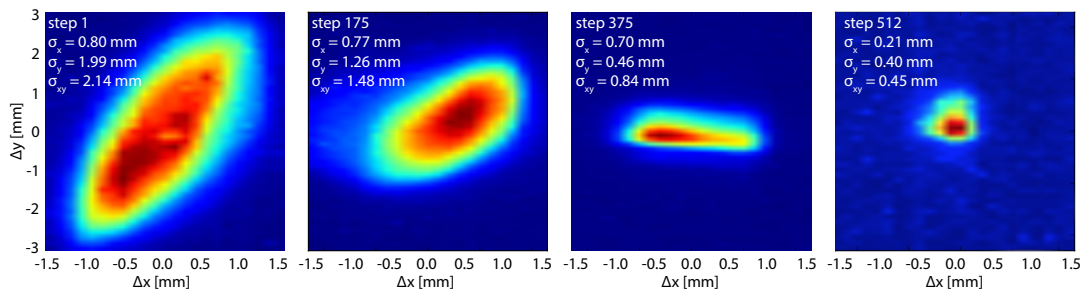 step 1
σx = 0.80 mm
σy = 1.99 mm
σxy = 2.14 mm
step 175
σx = 0.77 mm
σy = 1.26 mm
σxy = 1.48 mm
step 375
σx = 0.70 mm
σy = 0.46 mm
σxy = 0.84 mm
step 512
σx = 0.21 mm
σy = 0.40 mm
σxy = 0.45 mm
Δy [mm]
3
2
1
0
-1
-2
-3
-1.5 -1.0 -0.5 0.0 0.5 1.0 1.5
-1.5 -1.0 -0.5 0.0 0.5 1.0 1.5
-1.5 -1.0 -0.5 0.0 0.5 1.0 1.5
-1.5 -1.0 -0.5 0.0 0.5 1.0 1.5
Δx [mm]
Δx [mm]
Δx [mm]
Δx [mm]